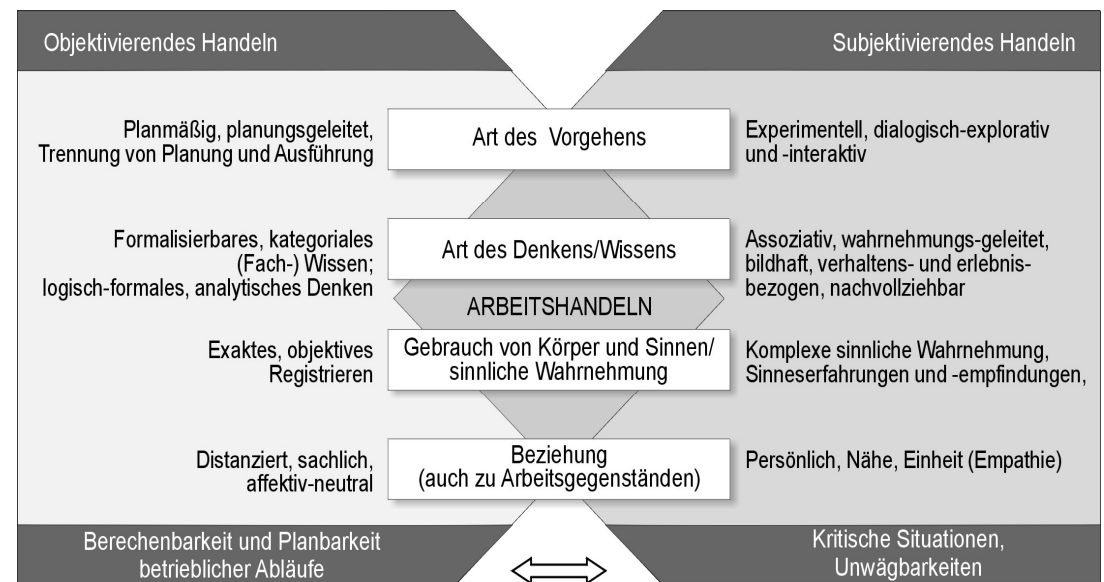 Objektivierendes Handeln
Subjektivierendes Handeln
Planmäßig, planungsgeleitet,
Trennung von Planung und Ausführung
Art des Vorgehens
Experimentell, dialogisch-explorativ
und -interaktiv
Formalisierbares, kategoriales
(Fach-) Wissen;
logisch-formales, analytisches Denken
Art des Denkens/Wissens
Assoziativ, wahrnehmungs-geleitet,
bildhaft, verhaltens- und erlebnis-
bezogen, nachvollziehbar
ARBEITSHANDELN
Exaktes, objektives
Registrieren
Gebrauch von Körper und Sinnen/
sinnliche Wahrnehmung
Komplexe sinnliche Wahrnehmung,
Sinneserfahrungen und -empfindungen,
Distanziert, sachlich,
affektiv-neutral
Beziehung
(auch zu Arbeitsgegenständen)
Persönlich, Nähe, Einheit (Empathie)
Berechenbarkeit und Planbarkeit
betrieblicher Abläufe
Kritische Situationen,
Unwägbarkeiten